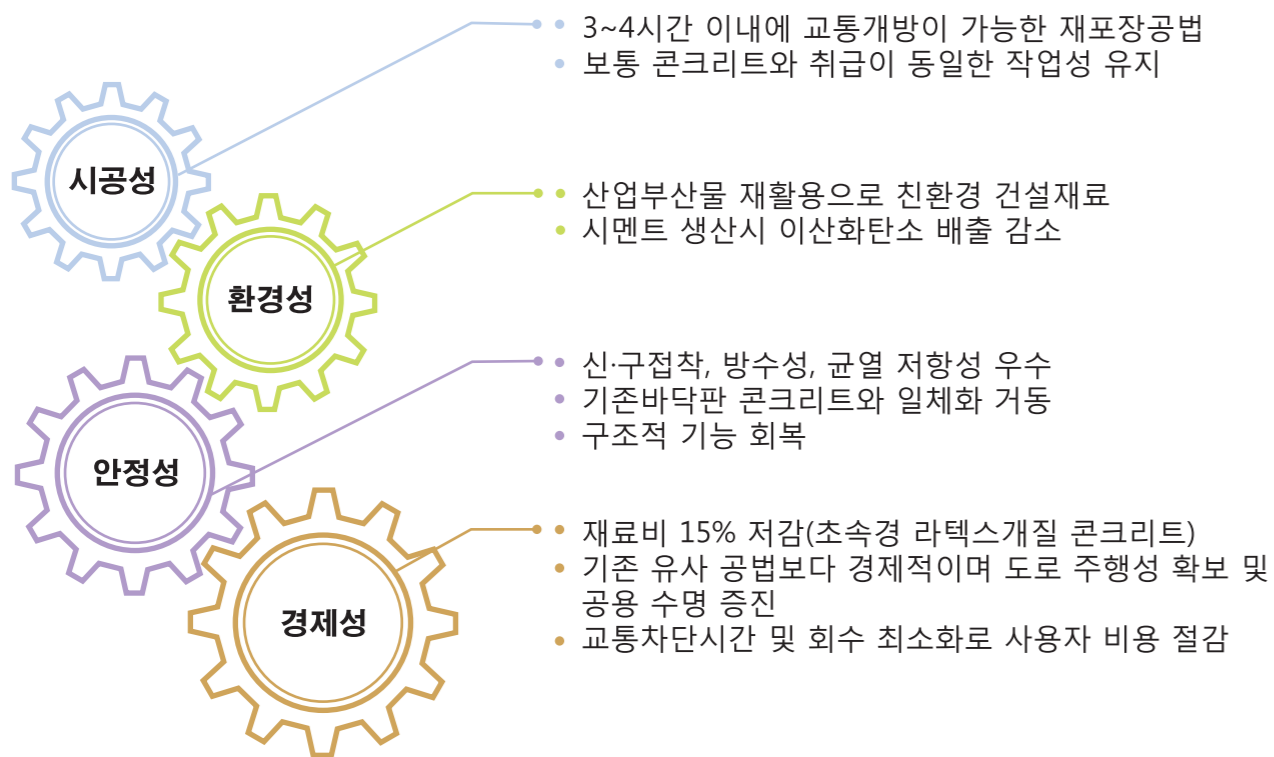 시공성
• 3~4시간 이내에 교통개방이 가능한 재포장공법
• 보통 콘크리트와 취급이 동일한 작업성 유지
환경성
• 산업부산물 재활용으로 친환경 건설재료
• 시멘트 생산시 이산화탄소 배출 감소
안정성
• 신·구접착, 방수성, 균열 저항성 우수
• 기존바닥판 콘크리트와 일체화 거동
• 구조적 기능 회복
경제성
• 재료비 15% 저감(초속경 라텍스개질 콘크리트)
• 기존 유사 공법보다 경제적이며 도로 주행성 확보 및
공용 수명 증진
• 교통차단시간 및 회수 최소화로 사용자 비용 절감